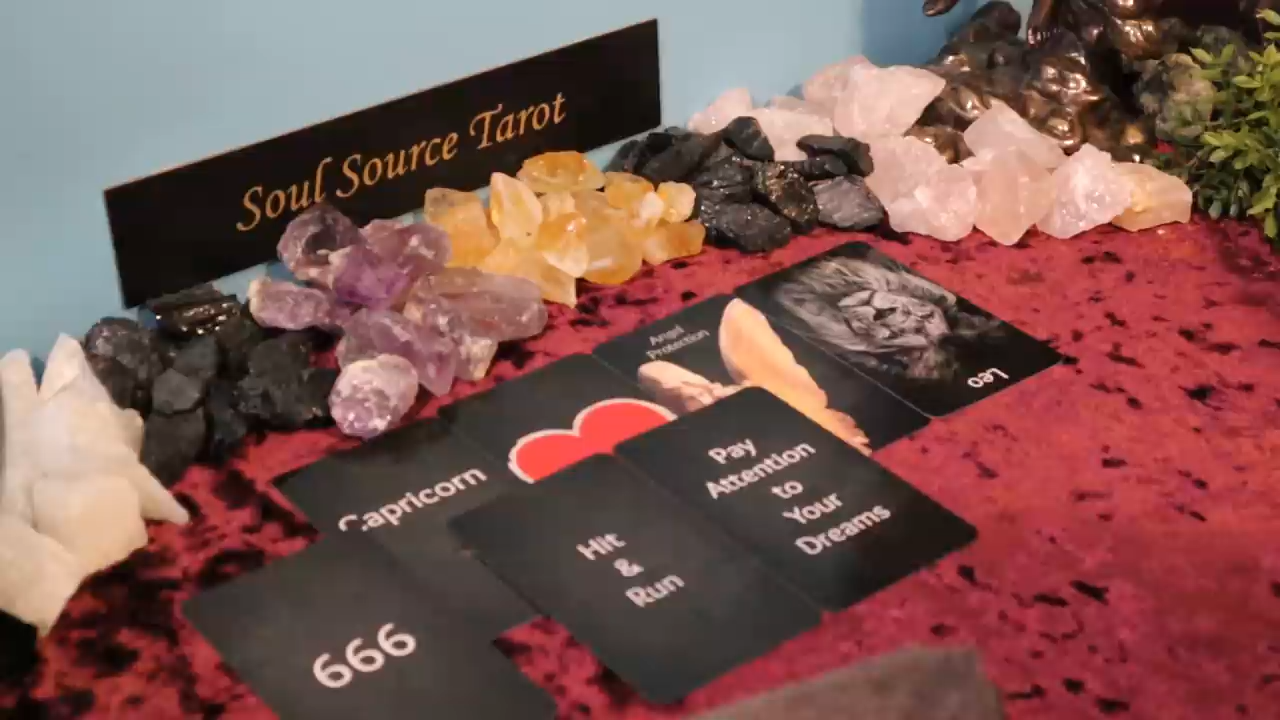 Soul Source Tarot
Angel
Protection
Leo
Capricorn
Pay
Attention
to
Your
Dreams
Hit
&
Run
666